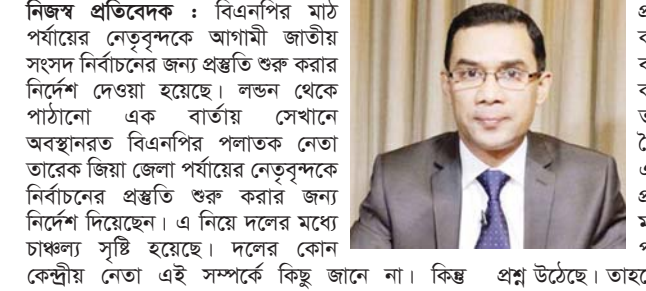 নিজস্ব প্রতিবেদক : বিএনপির মাঠ
পর্যায়ের নেতৃবৃন্দকে আগামী জাতীয়
সংসদ নির্বাচনের জন্য প্রস্তুতি শুরু করার
নির্দেশ দেওয়া হয়েছে। লন্ডন থেকে
পাঠানো এক বার্তায় সেখানে
অবস্থানরত বিএনপির পলাতক নেতা
তারেক জিয়া জেলা পর্যায়ের নেতৃবৃন্দকে
নির্বাচনের প্রস্তুতি শুরু করার জন্য
নির্দেশ দিয়েছেন। এ নিয়ে দলের মধ্যে
চাঞ্চল্য সৃষ্টি হয়েছে। দলের কোন
কেন্দ্রীয় নেতা এই সম্পর্কে কিছু জানে না। কিন্তু
প্রশ্ন উঠেছে।